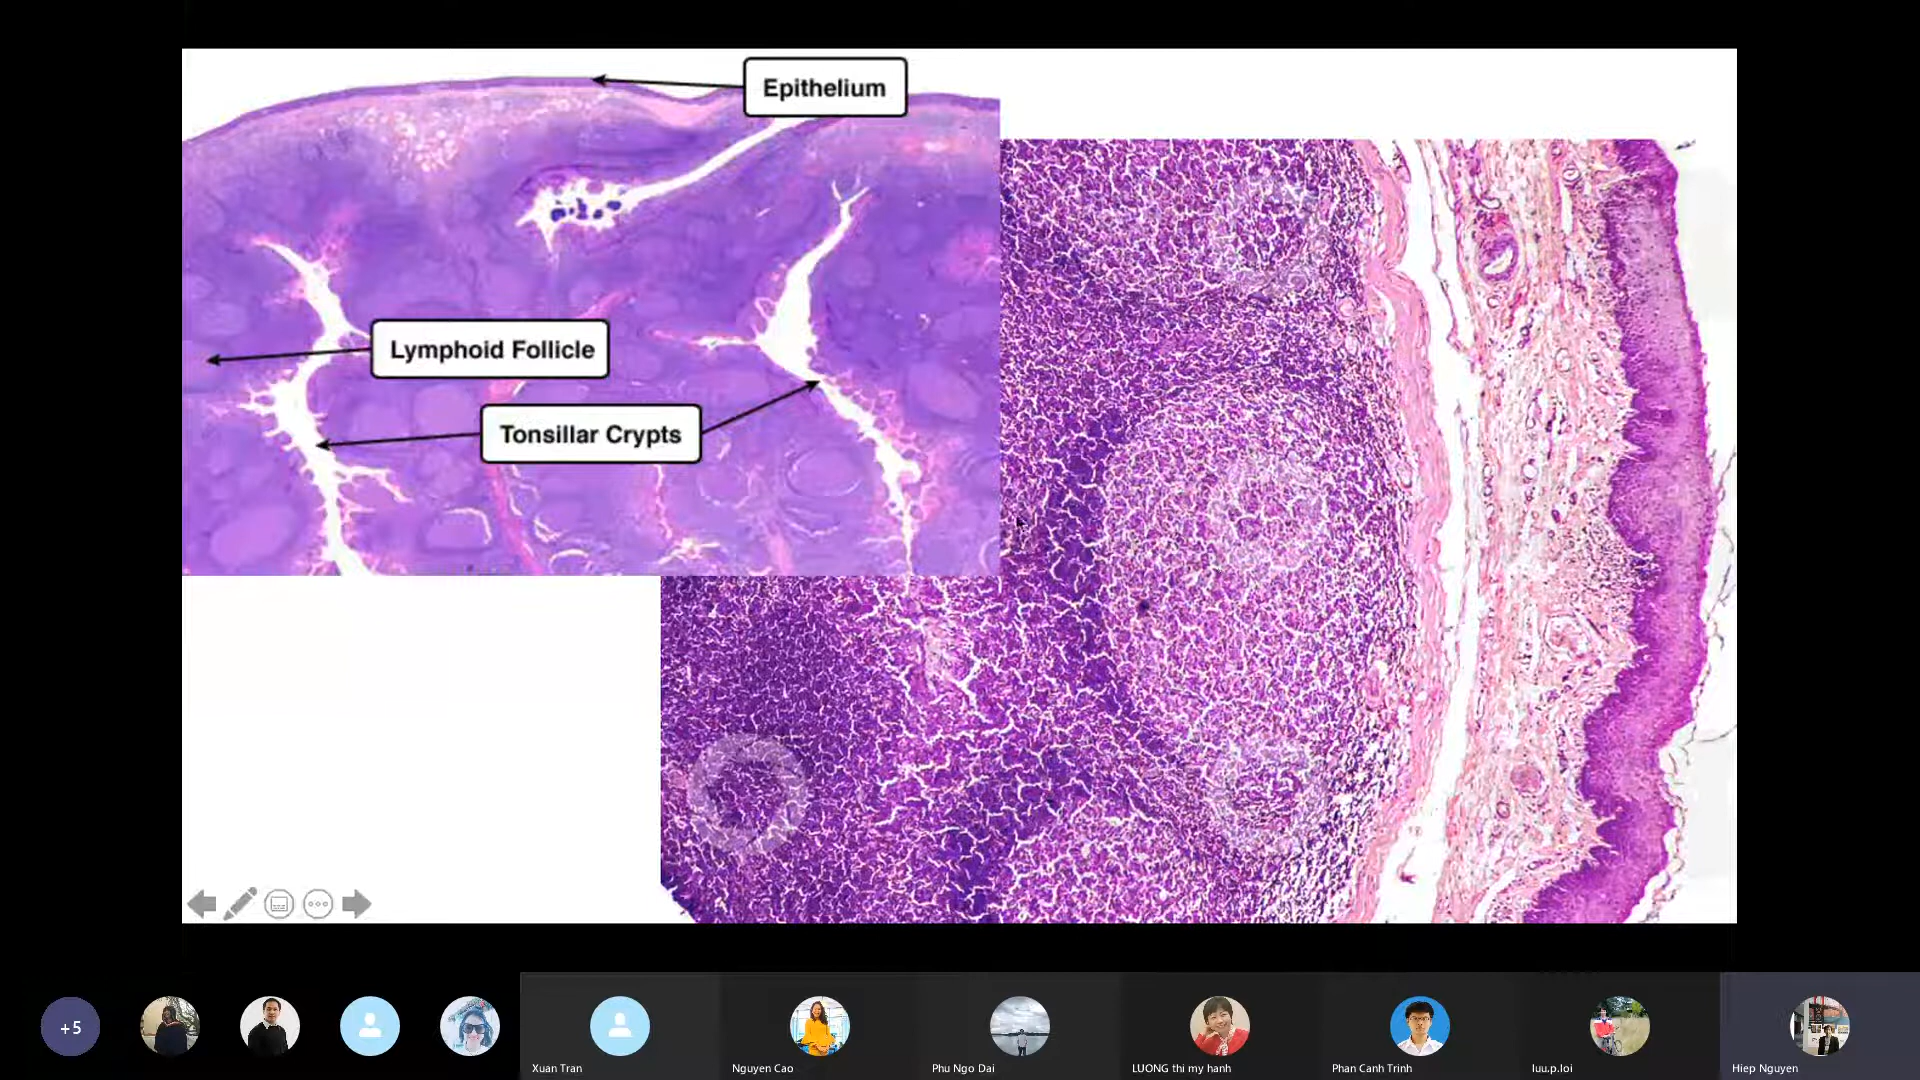 Epithelium
Lymphoid Follicle
Tonsillar Crypts
+5
Xuan Tran
Nguyen Cao
Phu Ngo Dai
LUONG thi my hanh
Phan Canh Trinh
luu.p.loi
Hiep Nguyen